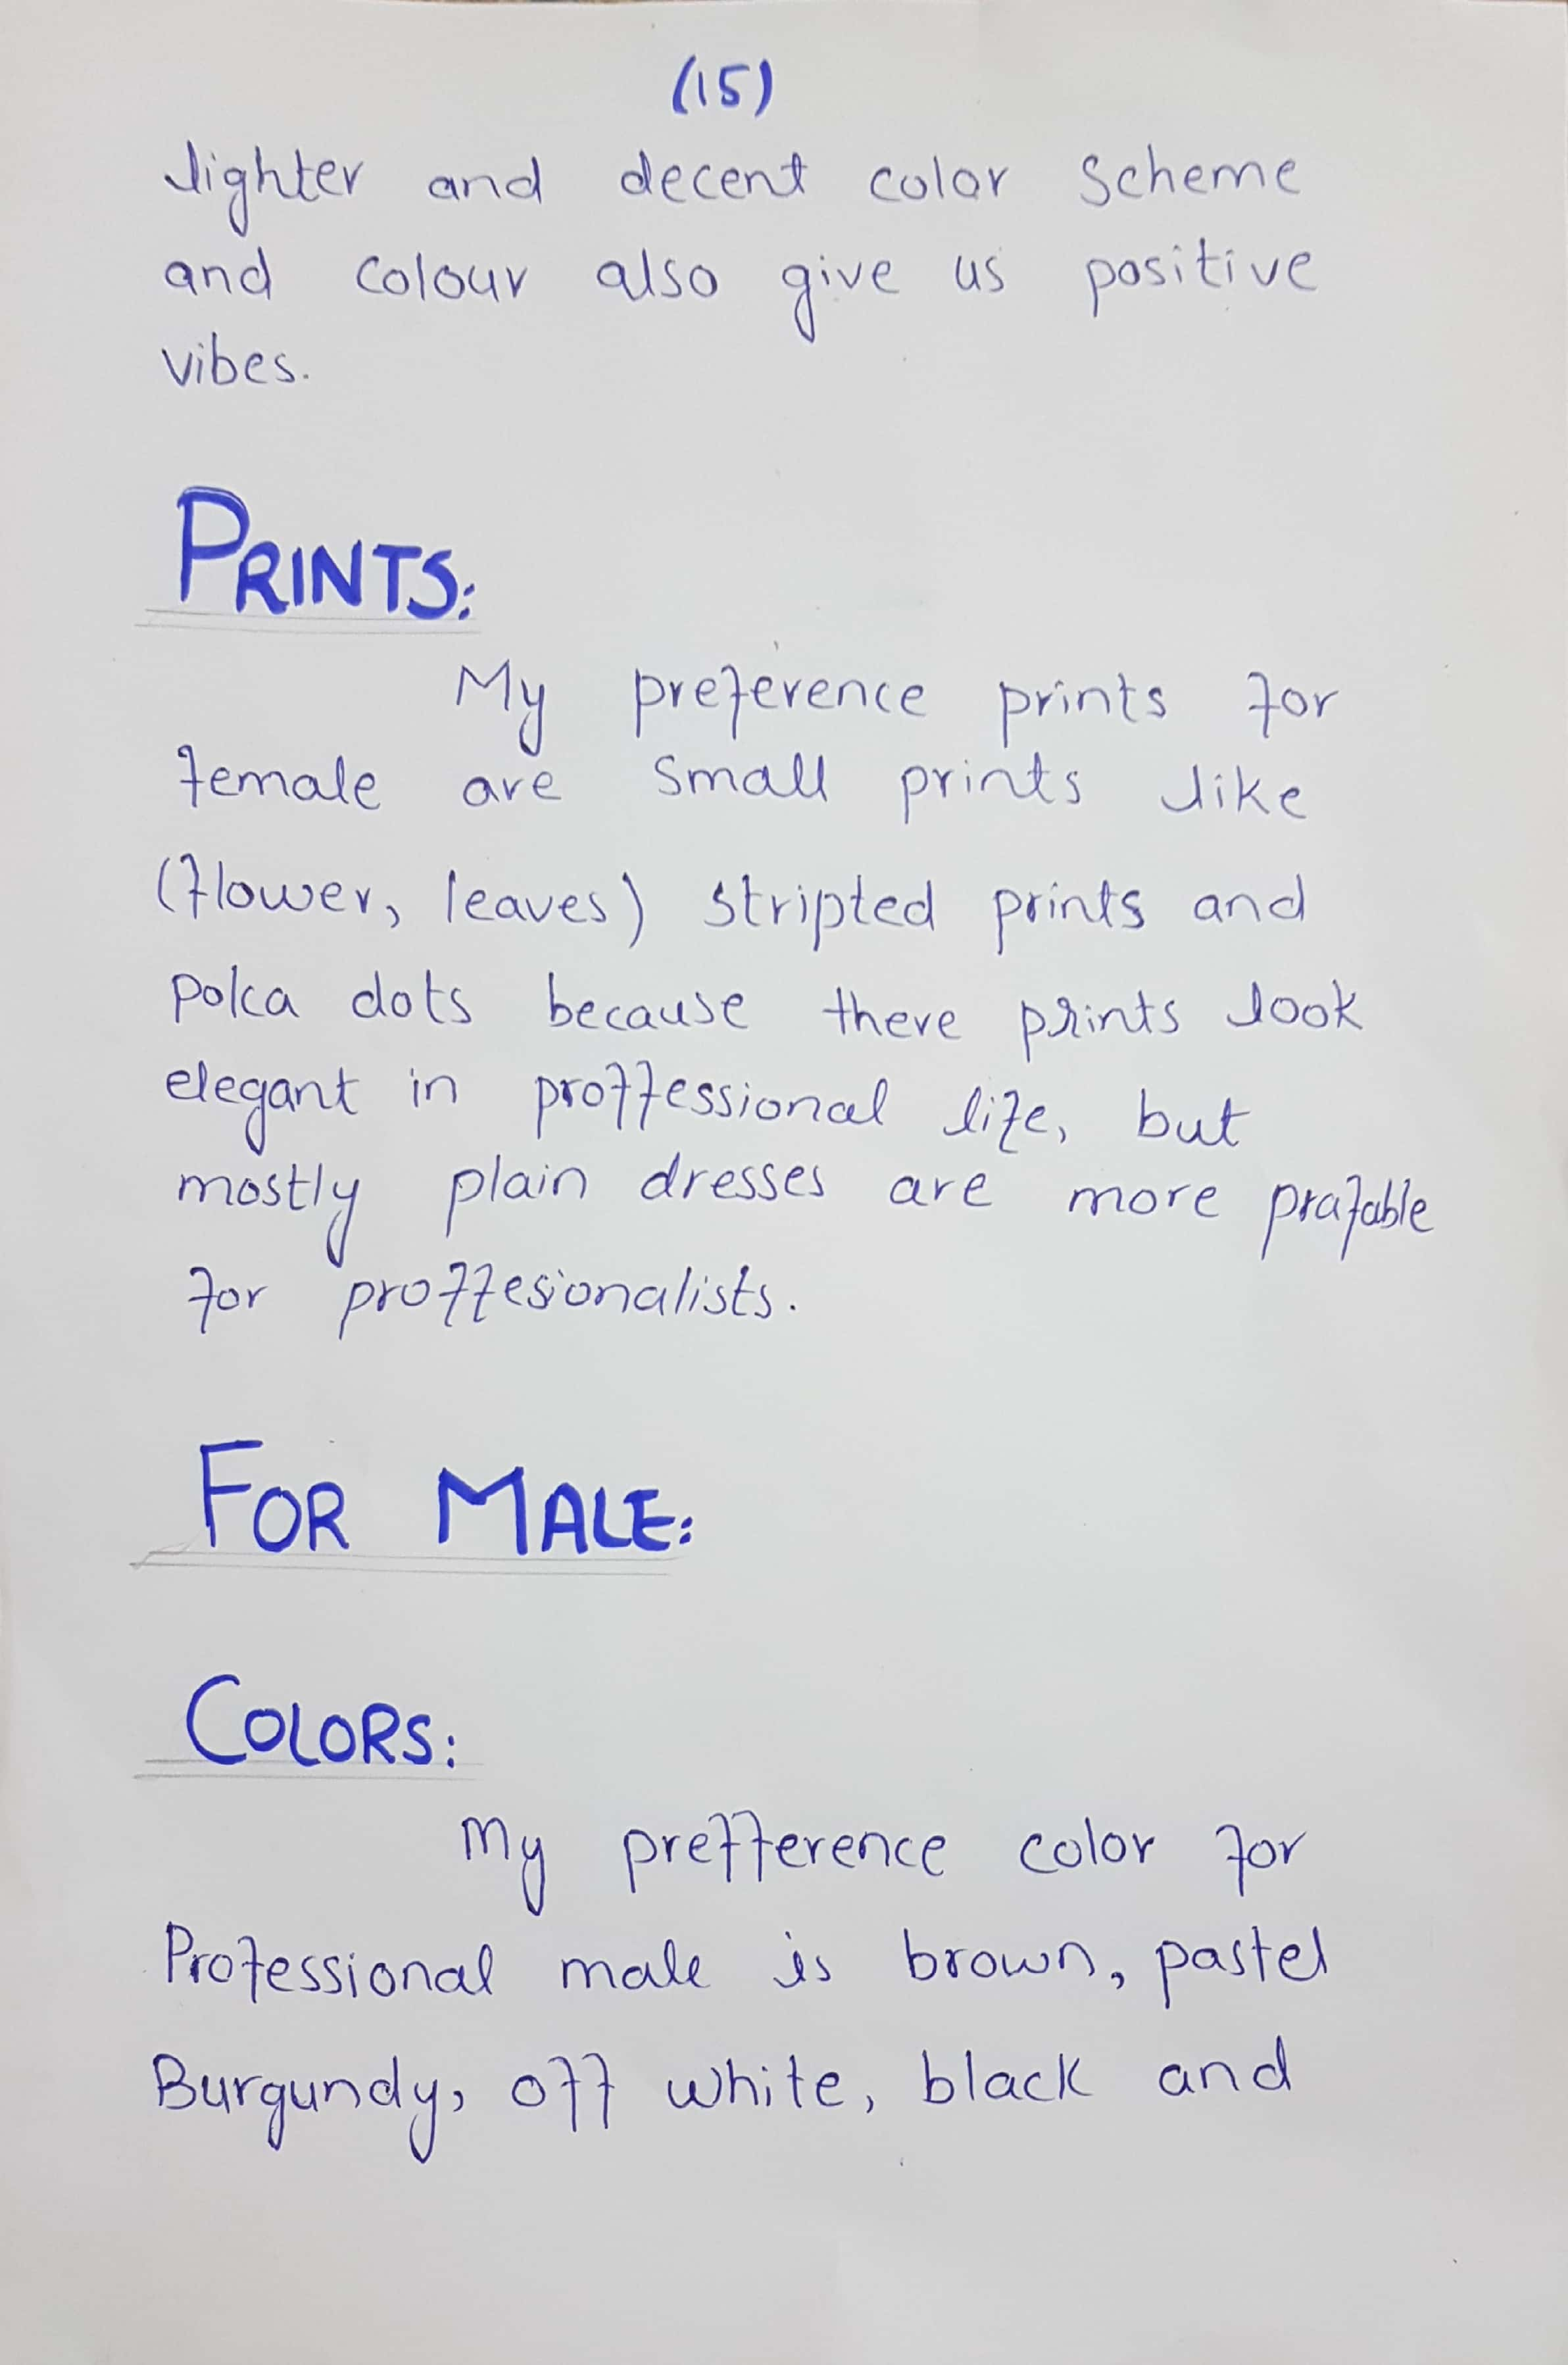 (15)
lighter and decent color scheme
and colour also give us positive
vibes.
PRINTS:
My preference prints for
female are small prints like
(flower, leaves) stripted prints and
polka dots because there prints look
elegant in proffessional life, but
mostly plain dresses are more prafable
for proffesionalists.
FOR MALE:
COLORS:
My prefference color for
Professional male is brown, pastel
Burgundy, off white, black and